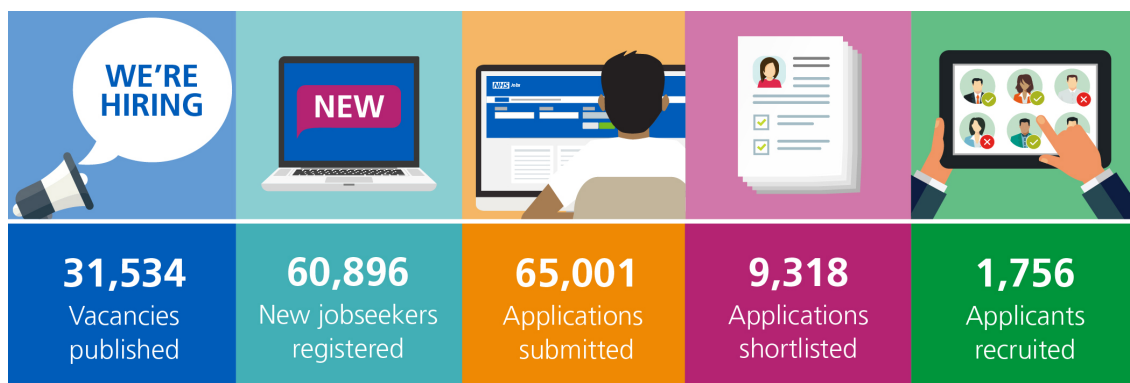 WE'RE
HIRING
NEW
NHS Jobs
31,534
Vacancies
published
60,896
New jobseekers
registered
65,001
Applications
submitted
9,318
Applications
shortlisted
1,756
Applicants
recruited